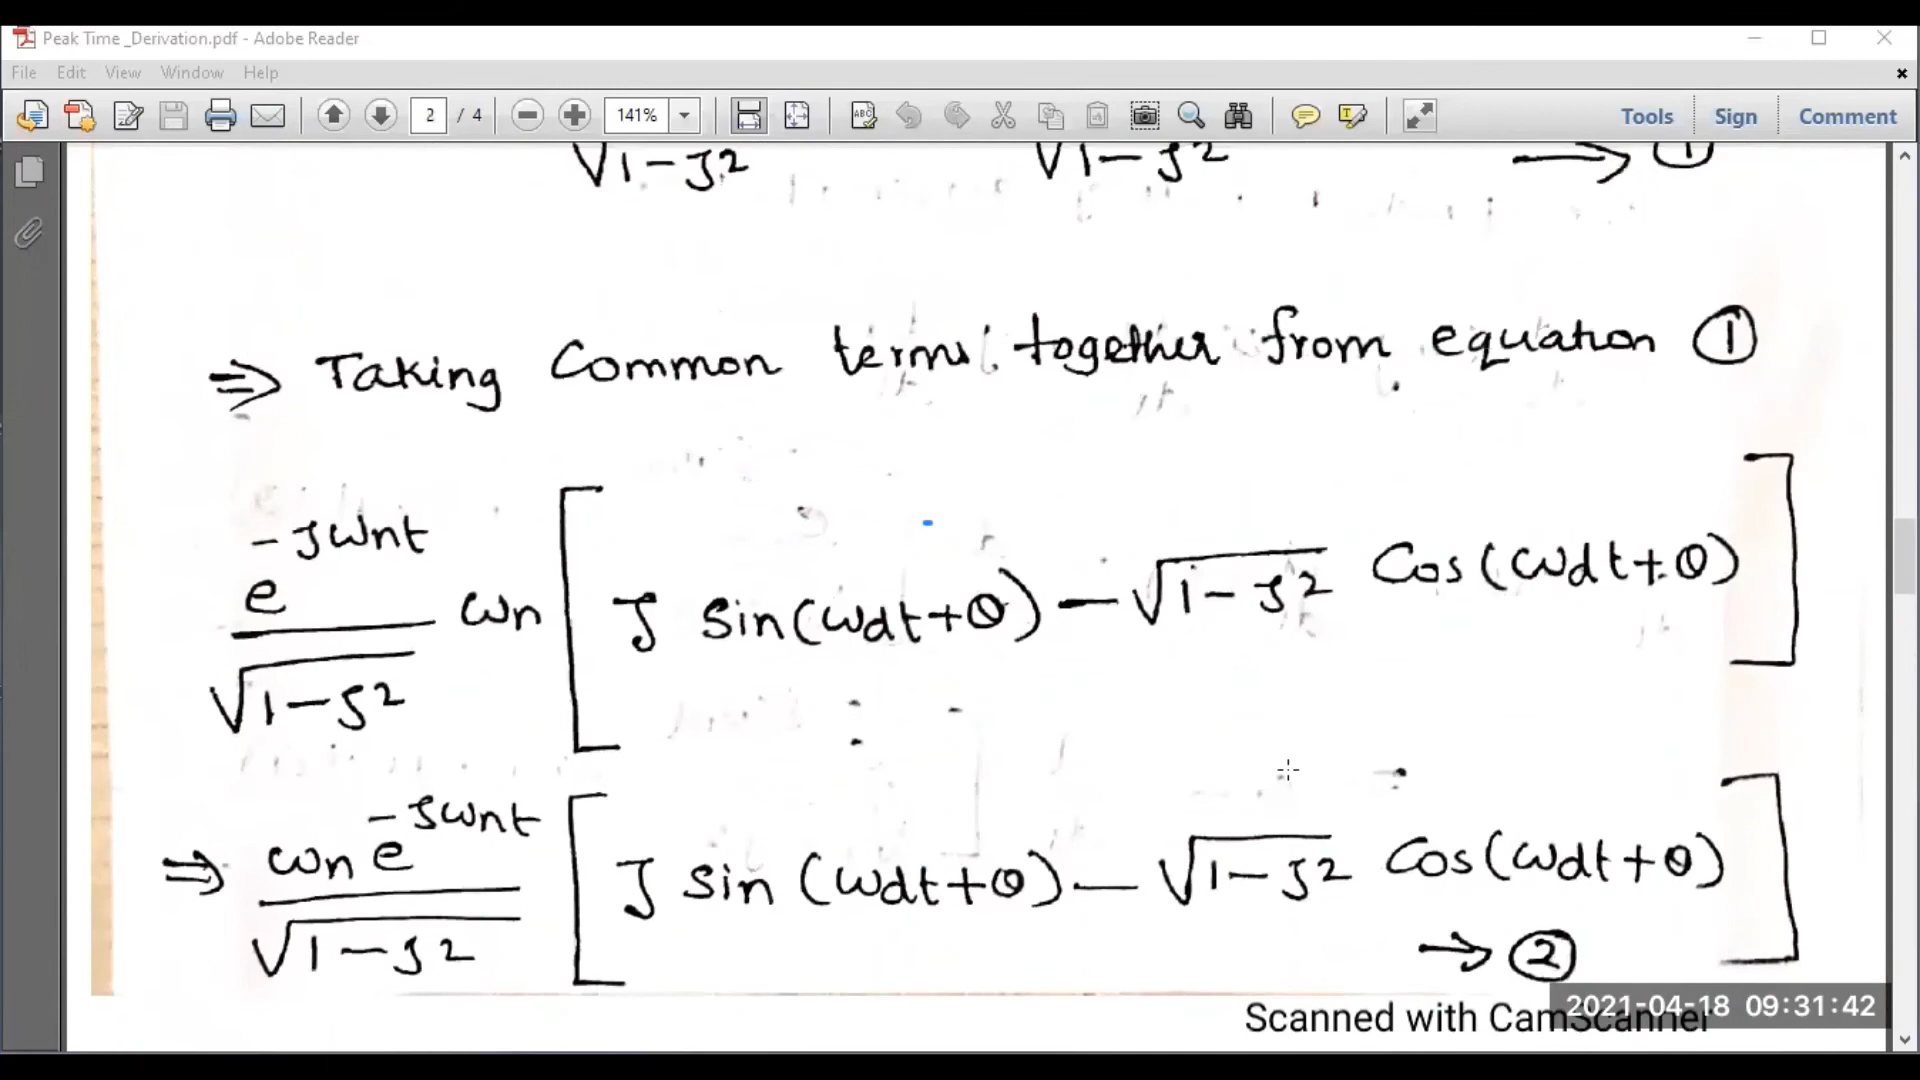 Peak Time _Derivation.pdf - Adobe Reader
File Edit View Window Help
2 / 4 141% Tools Sign Comment
√1-ζ2 √1-ζ2 → ①
⇒ Taking Common terms together from equation ①
e^-ζωnt / √1-ζ2 ωn [ ζ sin(ωdt+θ) - √1-ζ2 Cos(ωdt+θ) ]
⇒ ωn e^-ζωnt / √1-ζ2 [ ζ sin (ωdt+θ) - √1-ζ2 Cos(ωdt+θ) ]
→ ②
2021-04-18 09:31:42
Scanned with CamScanner